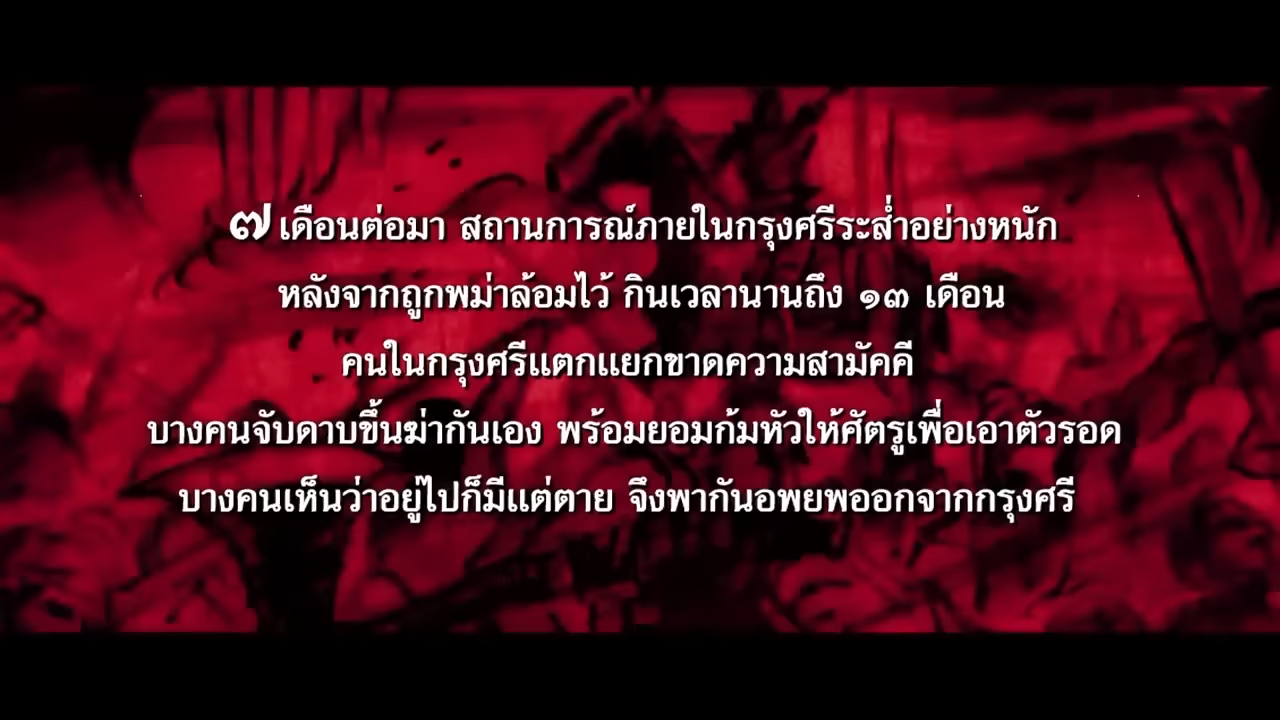 ๗ เดือนต่อมา สถานการณ์ภายในกรุงศรีระส่ำอย่างหนัก
หลังจากถูกพม่าล้อมไว้ กินเวลานานถึง ๑๓ เดือน
คนในกรุงศรีแตกแยกขาดความสามัคคี
บางคนจับดาบขึ้นฆ่ากันเอง พร้อมยอมก้มหัวให้ศัตรูเพื่อเอาตัวรอด
บางคนเห็นว่าอยู่ไปก็มีแต่ตาย จึงพากันอพยพออกจากกรุงศรี